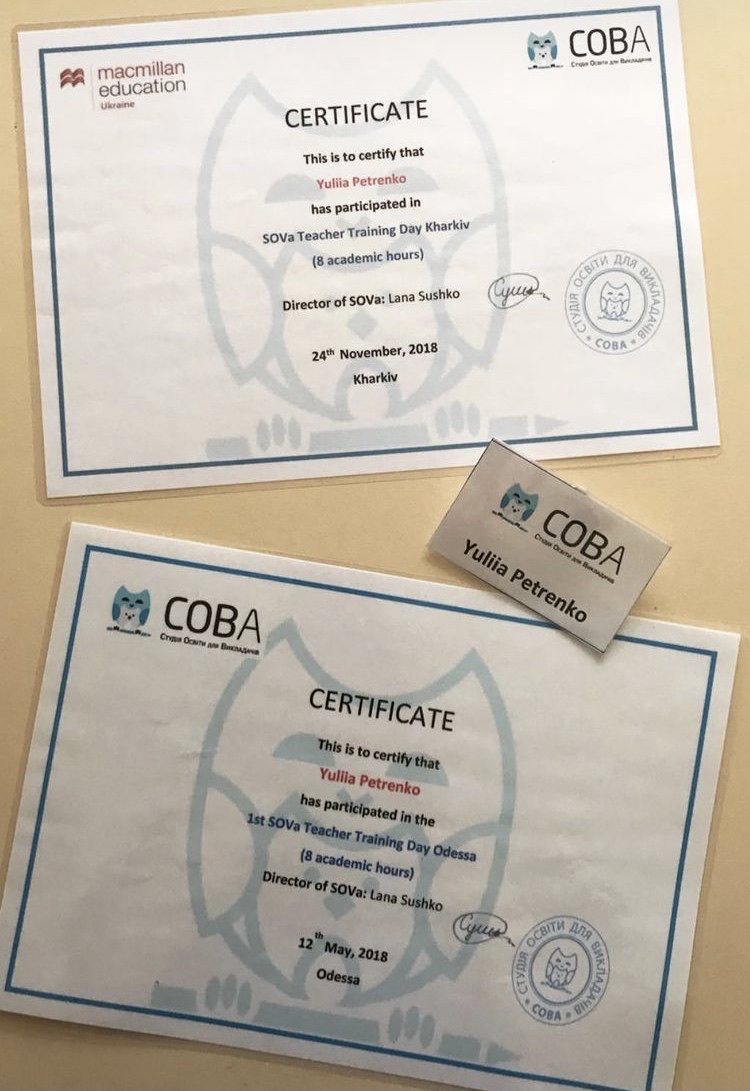 macmillan
education
Ukraine
СОВА
Студія Освіти для Викладачів
CERTIFICATE
This is to certify that
Yuliia Petrenko
has participated in
SOVa Teacher Training Day Kharkiv
(8 academic hours)
Director of SOVa: Lana Sushko
24th November, 2018
Kharkiv
СТУДІЯ ОСВІТИ ДЛЯ ВИКЛАДАЧІВ
* СОВА *
СОВА
Студія Освіти для Викладачів
Yuliia Petrenko
СОВА
Студія Освіти для Викладачів
CERTIFICATE
This is to certify that
Yuliia Petrenko
has participated in the
1st SOVa Teacher Training Day Odessa
(8 academic hours)
Director of SOVa: Lana Sushko
12th May, 2018
Odessa
СТУДІЯ ОСВІТИ ДЛЯ ВИКЛАДАЧІВ
* СОВА *